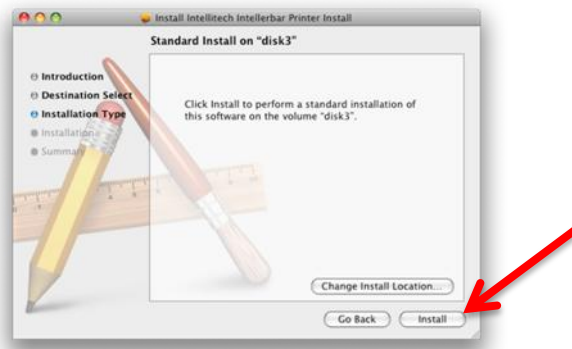 Install Intellitech Intellerbar Printer Install
Standard Install on “disk3”
Introduction
Destination Select
Installation Type
Installation
Summary
Click Install to perform a standard installation of
this software on the volume “disk3”.
Change Install Location...
Go Back
Install